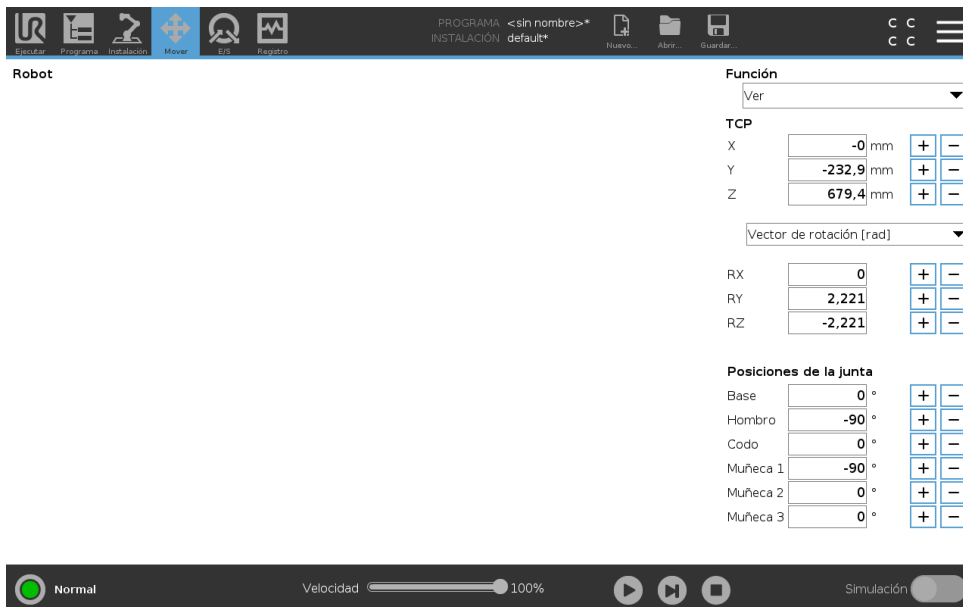 PROGRAMA <sin nombre>*
INSTALACIÓN default*
Ejecutar Programa Instalación Mover E/S Registro Nuevo... Abrir... Guardar...
C C
C C
Robot
Función
Ver
TCP
X -0 mm + −
Y -232,9 mm + −
Z 679,4 mm + −
Vector de rotación [rad]
RX 0 + −
RY 2,221 + −
RZ -2,221 + −
Posiciones de la junta
Base 0 ° + −
Hombro -90 ° + −
Codo 0 ° + −
Muñeca 1 -90 ° + −
Muñeca 2 0 ° + −
Muñeca 3 0 ° + −
Normal Velocidad 100% Simulación